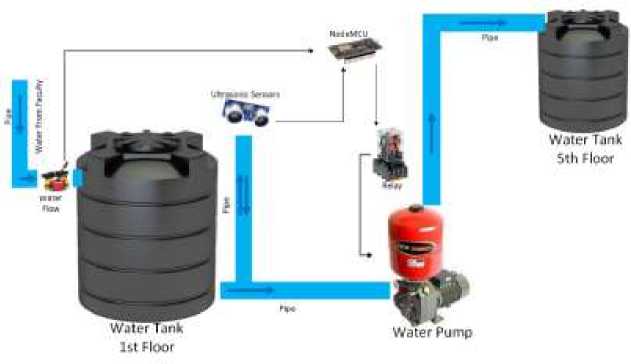 NodeMCU
Pipe
Water Tank
5th Floor
Ultrasonic Sensors
Pipe
Water From Faculty
Relay
water
Flow
Pipe
Pipe
Water Tank
1st Floor
Water Pump